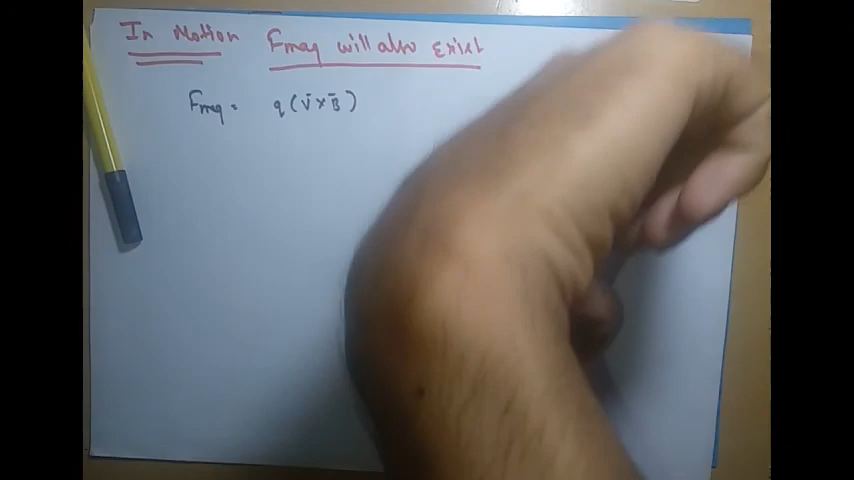 In Motion Fmag will also exist
Fmag = q(v̄×B̄)